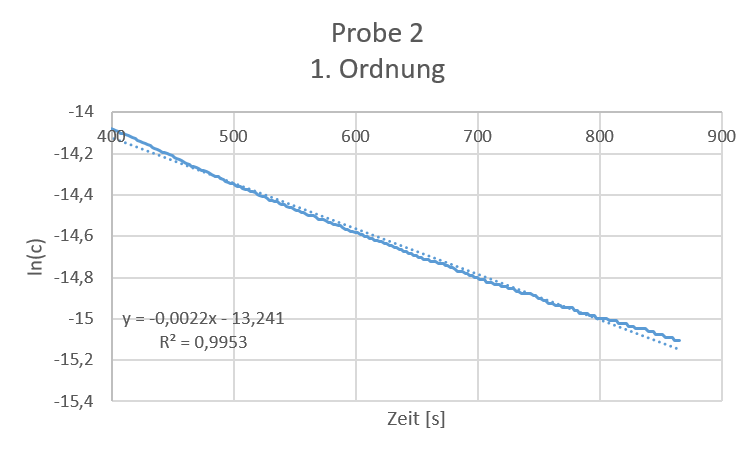 Probe 2
1. Ordnung
-14
400 500 600 700 800 900
-14,2
-14,4
-14,6
-14,8
-15
-15,2
-15,4
ln(c)
y = -0,0022x - 13,241
R² = 0,9953
Zeit [s]